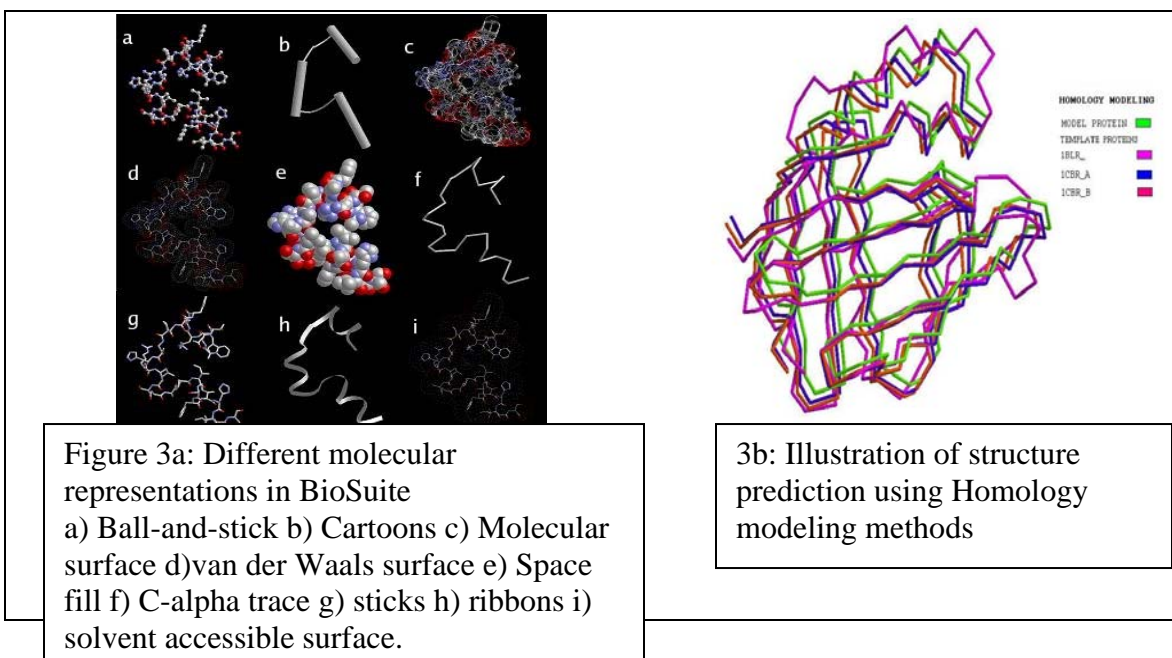 a
b
c
d
e
f
g
h
i
HOMOLOGY MODELING
MODEL PROTEIN
TEMPLATE PROTEINS
1BLR_
1CBR_A
1CBR_B
Figure 3a: Different molecular
representations in BioSuite
a) Ball-and-stick b) Cartoons c) Molecular
surface d)van der Waals surface e) Space
fill f) C-alpha trace g) sticks h) ribbons i)
solvent accessible surface.
3b: Illustration of structure
prediction using Homology
modeling methods